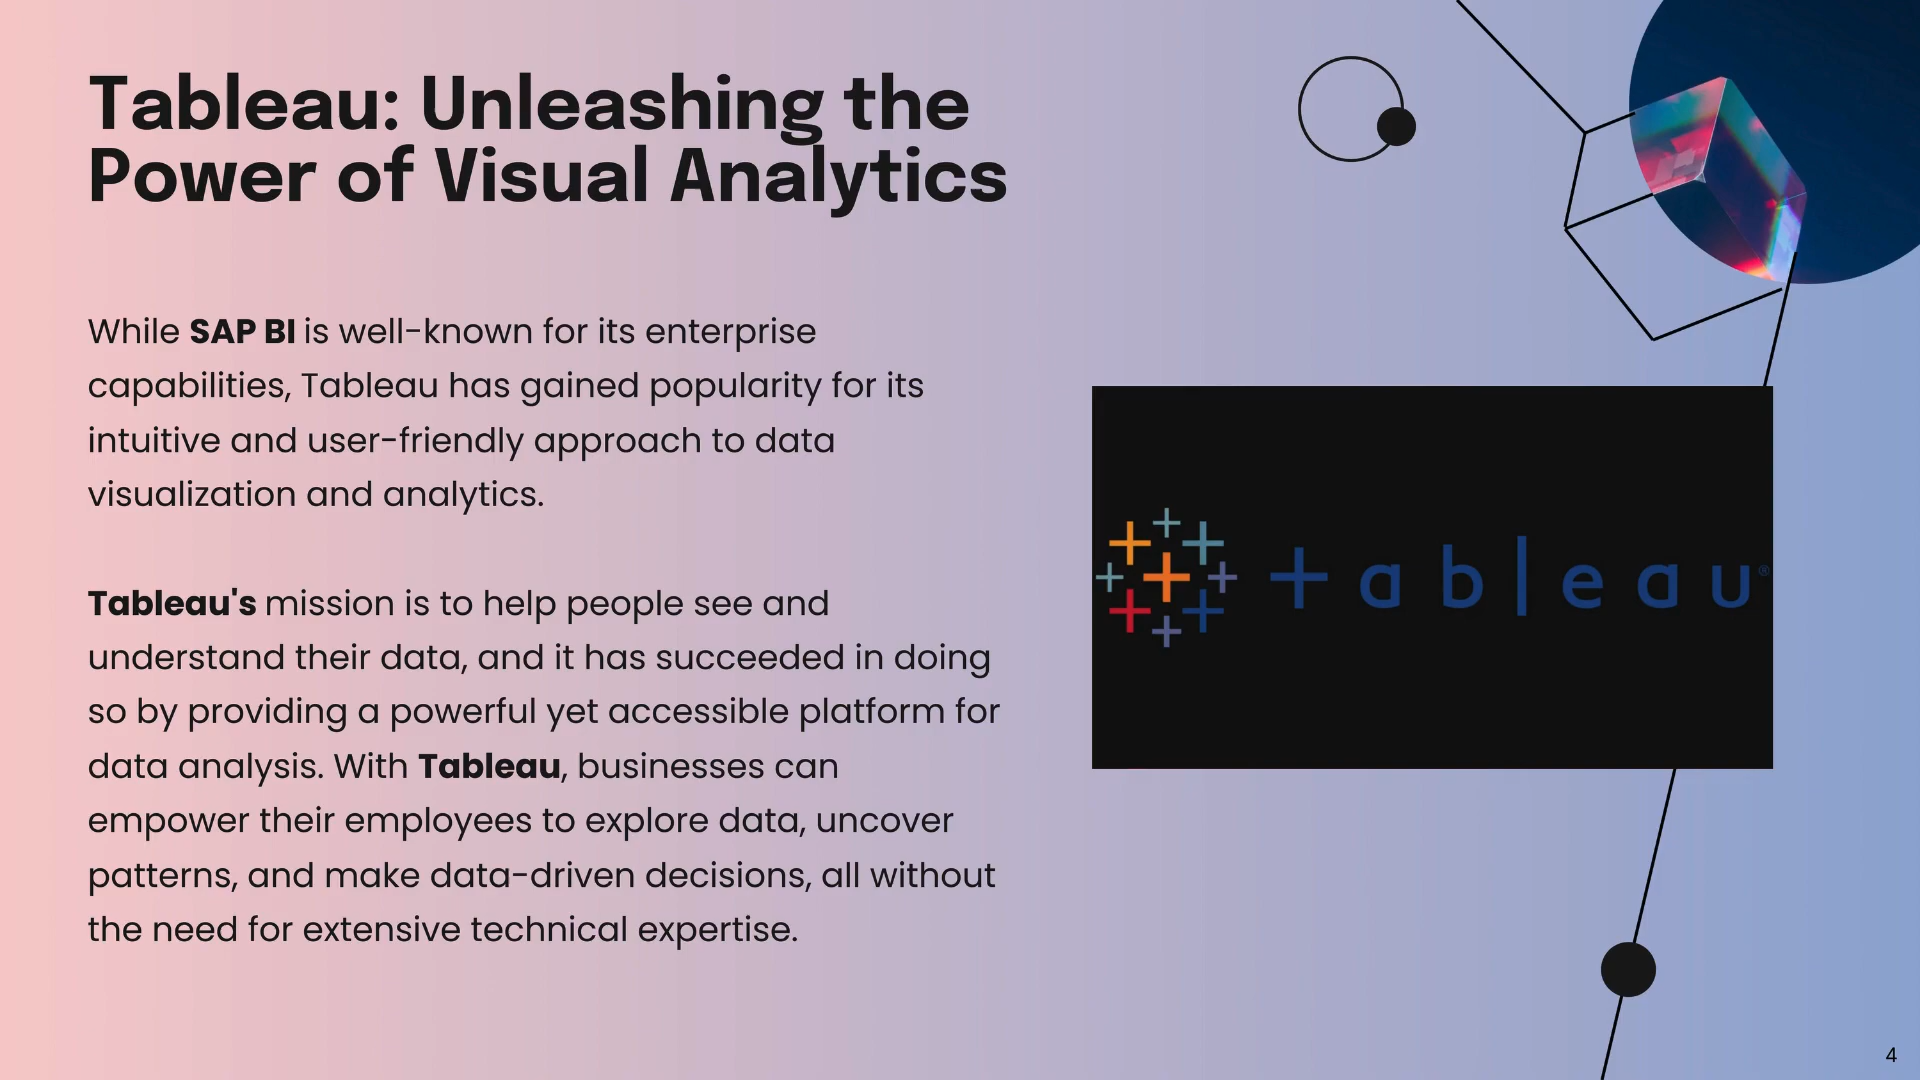 Tableau: Unleashing the
Power of Visual Analytics
While SAP BI is well-known for its enterprise
capabilities, Tableau has gained popularity for its
intuitive and user-friendly approach to data
visualization and analytics.
Tableau's mission is to help people see and
understand their data, and it has succeeded in doing
so by providing a powerful yet accessible platform for
data analysis. With Tableau, businesses can
empower their employees to explore data, uncover
patterns, and make data-driven decisions, all without
the need for extensive technical expertise.
+ableau®
4